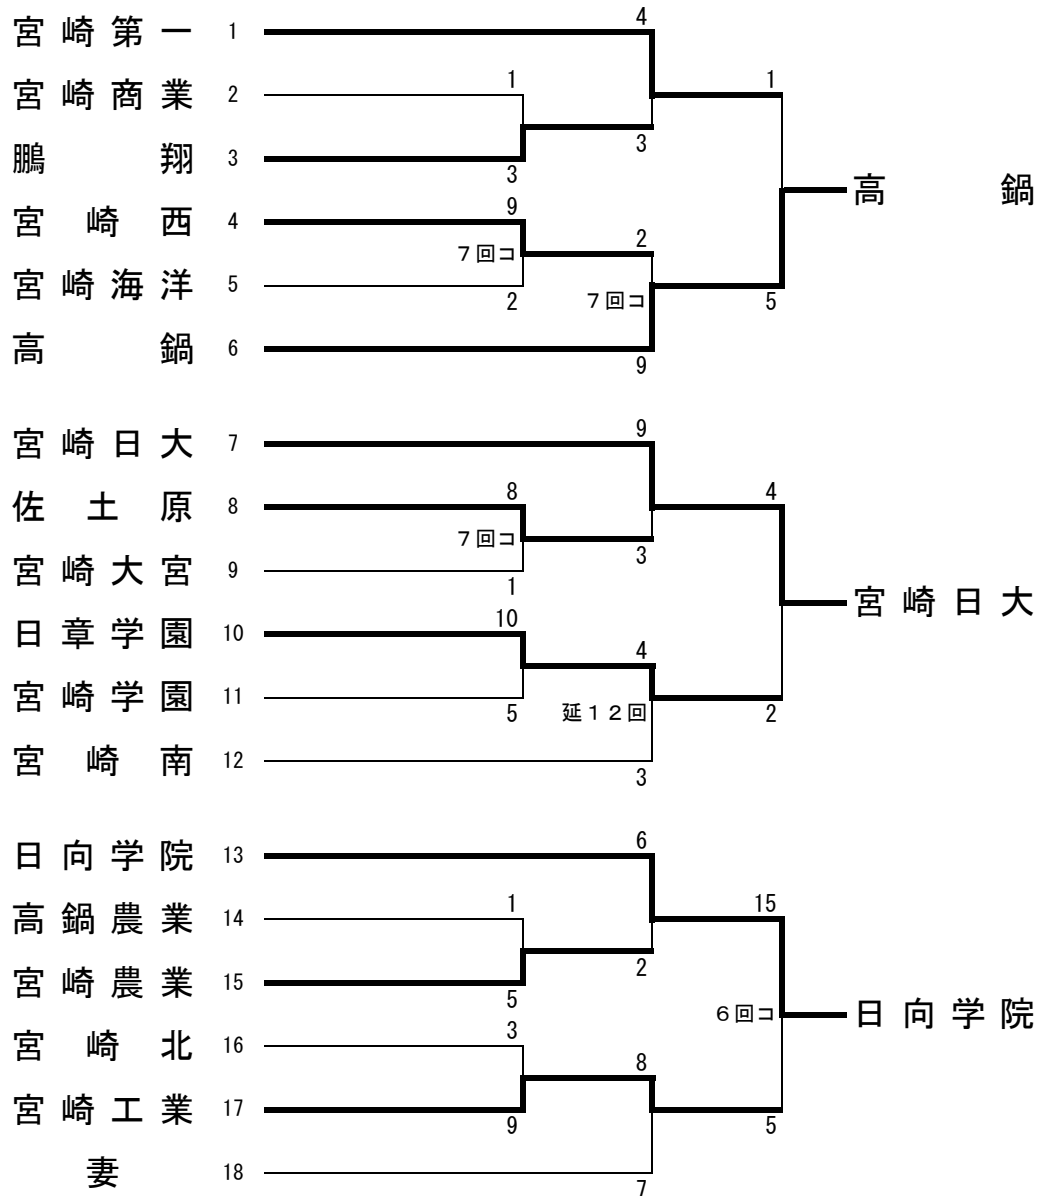 4
宮崎第一 1
1 1
宮崎商業 2
鵬翔 3 3
3
高鍋
9
宮崎西 4 2
7回コ
宮崎海洋 5
2 7回コ 5
高鍋 6
9
9
宮崎日大 7
8 4
佐土原 8
7回コ 3
宮崎大宮 9
1
宮崎日大
10
日章学園 10 4
宮崎学園 11
5 延12回 2
宮崎南 12
3
6
日向学院 13
1 15
高鍋農業 14
2
宮崎農業 15
5
6回コ 日向学院
3
宮崎北 16 8
宮崎工業 17
9 5
妻 18
7